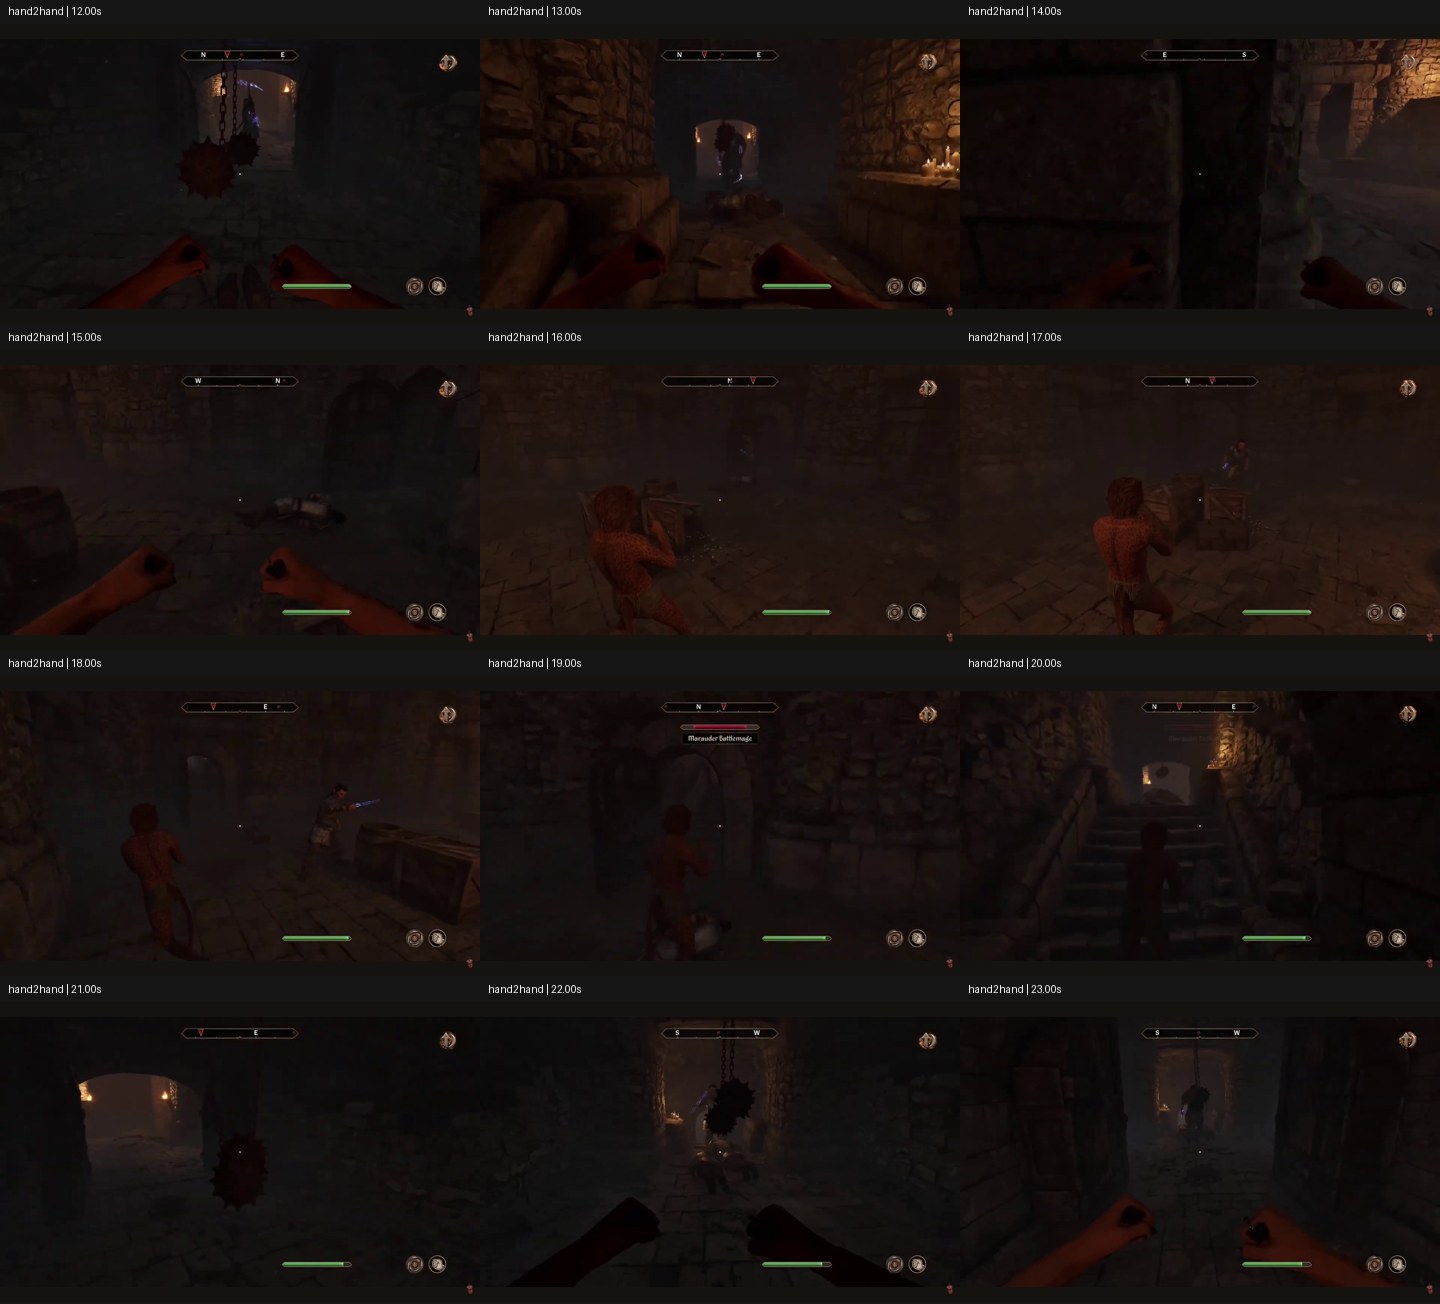 hand2hand | 12.00s
hand2hand | 13.00s
hand2hand | 14.00s
N E
N E
E S
hand2hand | 15.00s
hand2hand | 16.00s
hand2hand | 17.00s
W N
N
N
hand2hand | 18.00s
hand2hand | 19.00s
hand2hand | 20.00s
E
N
N E
Marauder Battlemage
hand2hand | 21.00s
hand2hand | 22.00s
hand2hand | 23.00s
E
S W
S W